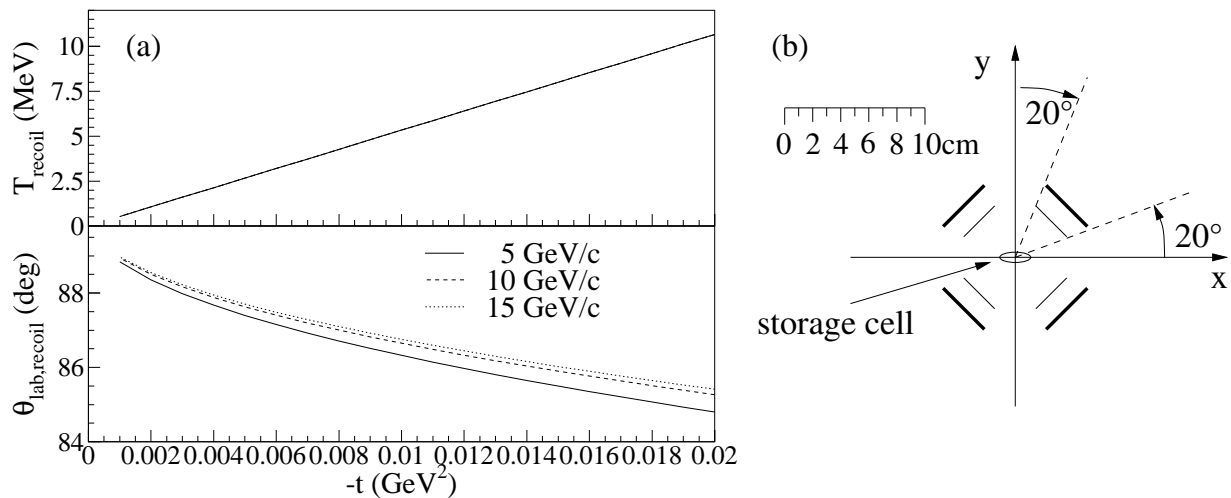 (a)
T_recoil (MeV)
10
7.5
5
2.5
0
θ_lab,recoil (deg)
88
86
84
5 GeV/c
10 GeV/c
15 GeV/c
0 0.002 0.004 0.006 0.008 0.01 0.012 0.014 0.016 0.018 0.02
-t (GeV²)
(b)
y
20°
0 2 4 6 8 10cm
20°
x
storage cell